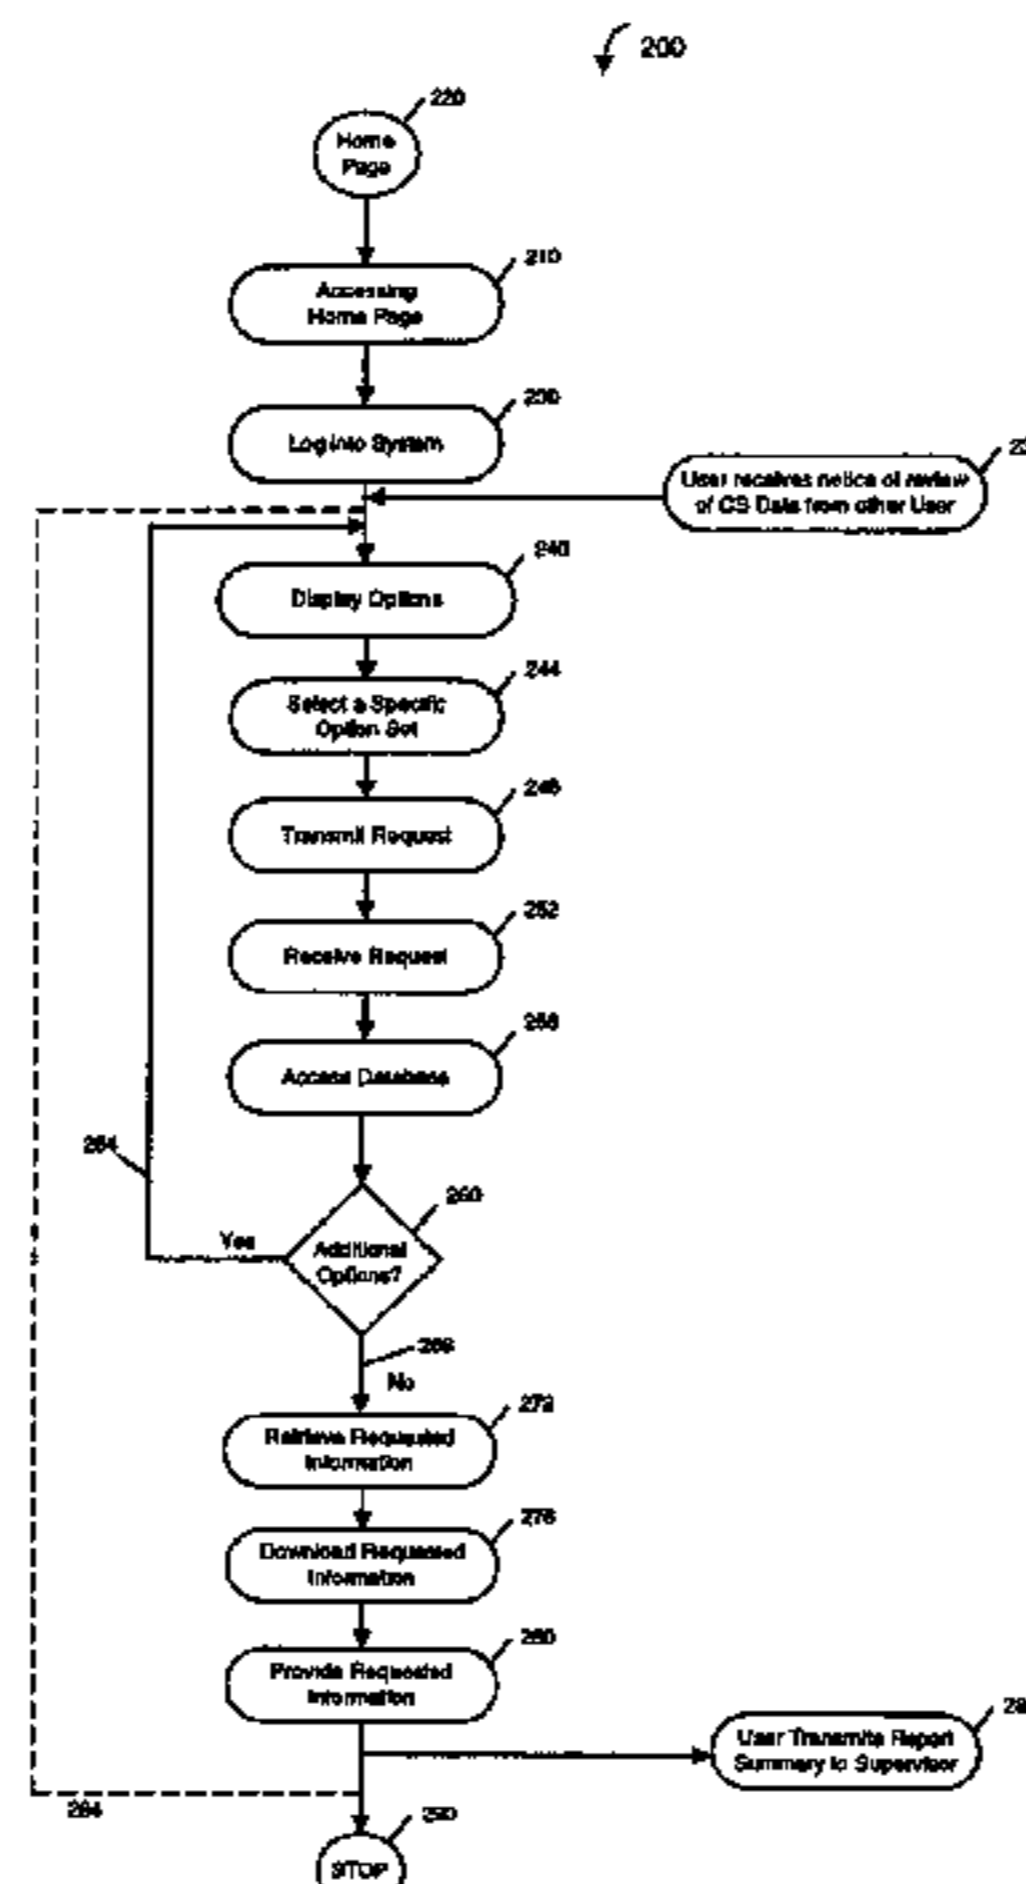 200
220
Home
Page
210
Accessing
Home Page
230
Log into System
User receives notice of review
of CS Data from other User
240
Display Options
244
Select a Specific
Option Set
248
Transmit Request
252
Receive Request
Access Database
260
Yes
Additional
Options?
No
272
Retrieve Requested
Information
276
Download Requested
Information
280
Provide Requested
Information
User Transmits Report
Summary to Supervisor
284
290
STOP